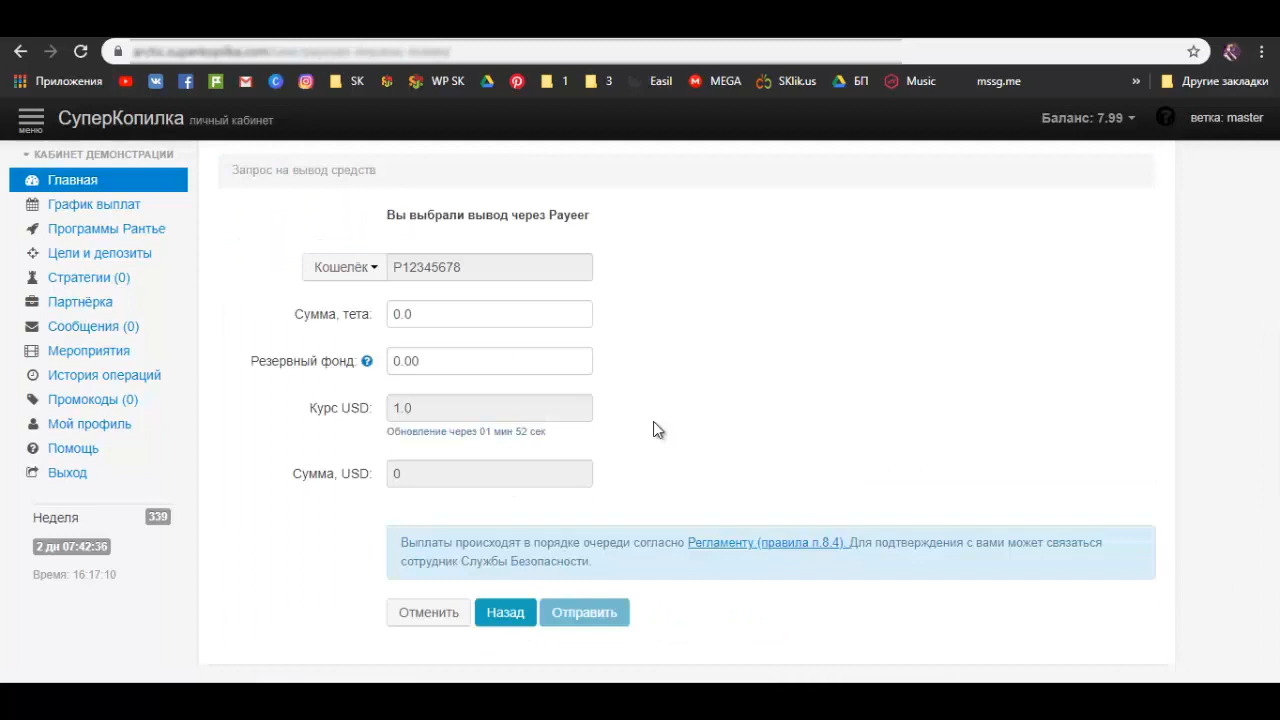 Приложения SK WP SK 1 3 Easil MEGA SKlik.us БП Music mssg.me » Другие закладки
меню СуперКопилка личный кабинет Баланс: 7.99 ветка: master
КАБИНЕТ ДЕМОНСТРАЦИИ
Главная
График выплат
Программы Рантье
Цели и депозиты
Стратегии (0)
Партнёрка
Сообщения (0)
Мероприятия
История операций
Промокоды (0)
Мой профиль
Помощь
Выход
Неделя 339
2 дн 07:42:36
Время: 16:17:10
Запрос на вывод средств
Вы выбрали вывод через Payeer
Кошелёк P12345678
Сумма, тета: 0.0
Резервный фонд: 0.00
Курс USD: 1.0
Обновление через 01 мин 52 сек
Сумма, USD: 0
Выплаты происходят в порядке очереди согласно Регламенту (правила п.8.4). Для подтверждения с вами может связаться
сотрудник Службы Безопасности.
Отменить Назад Отправить